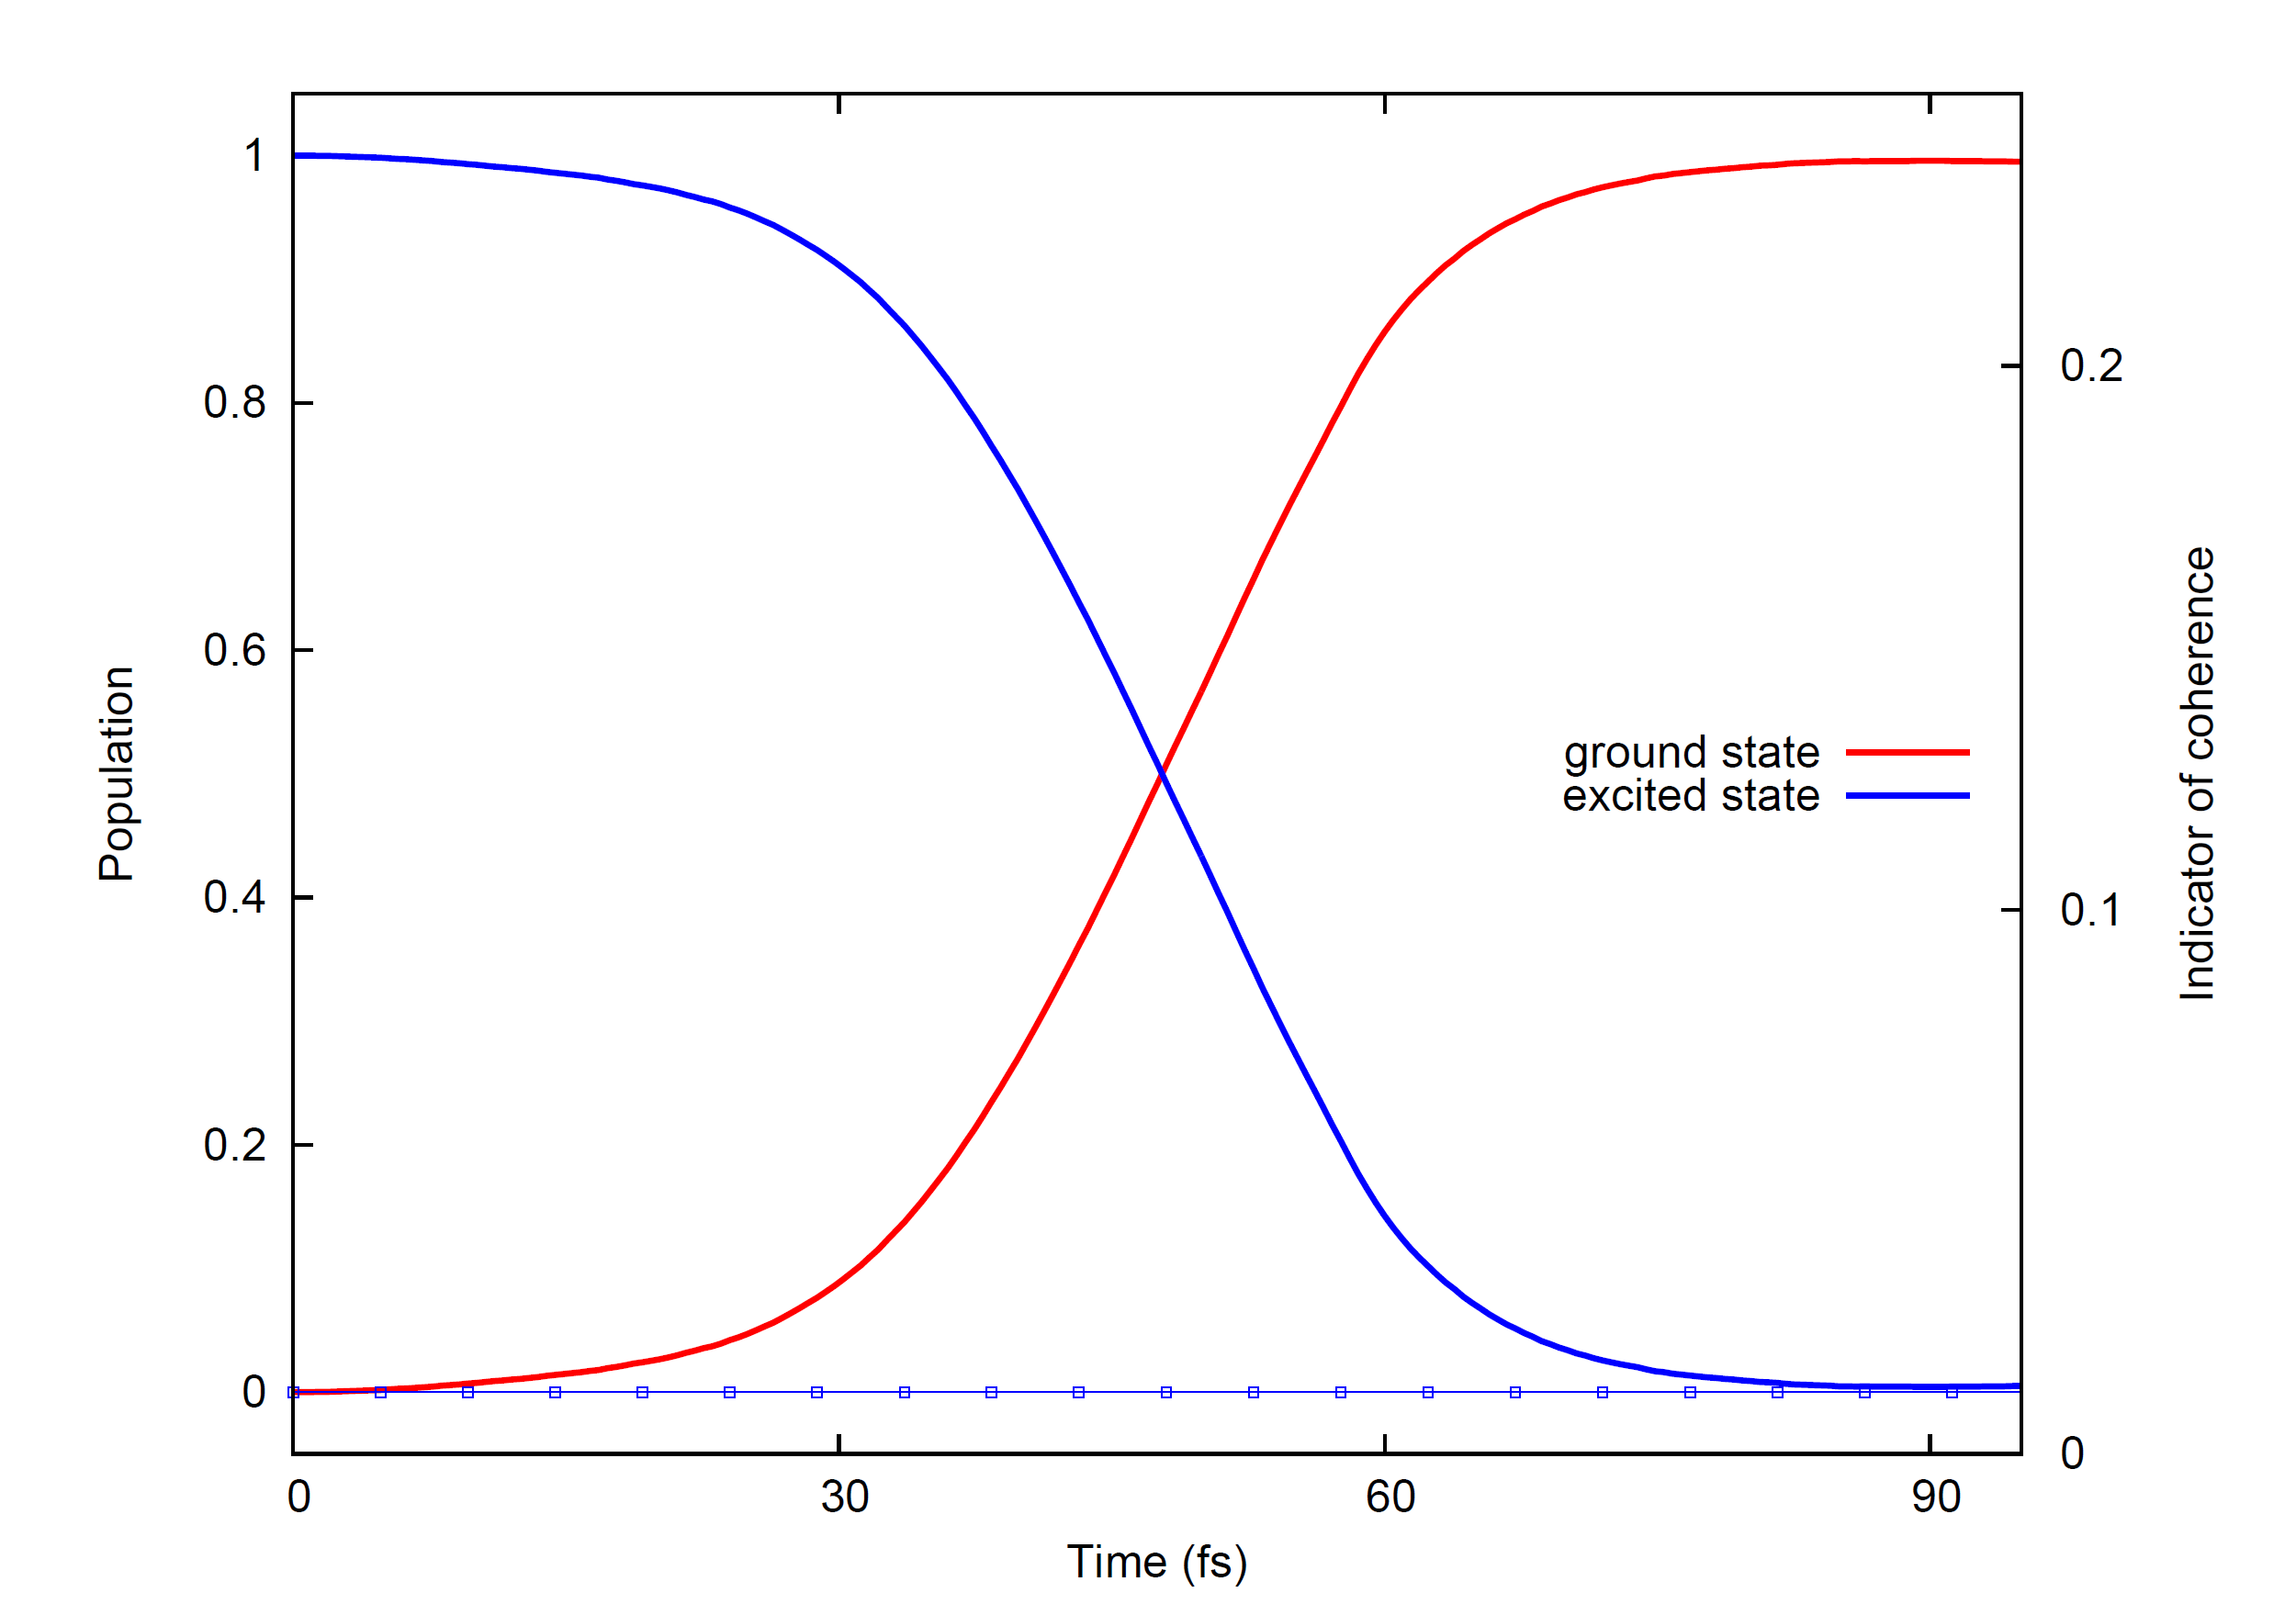 1
0.8
0.6
0.4
0.2
0
Population
0.2
0.1
0
Indicator of coherence
ground state
excited state
0 30 60 90
Time (fs)